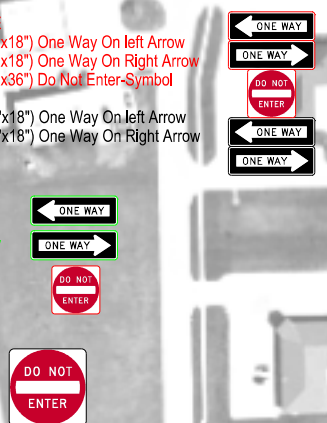 x18") One Way On left Arrow
x18") One Way On Right Arrow
x36") Do Not Enter-Symbol
"x18") One Way On left Arrow
"x18") One Way On Right Arrow
ONE WAY
ONE WAY
DO NOT
ENTER
ONE WAY
ONE WAY
ONE WAY
ONE WAY
DO NOT
ENTER
DO NOT
ENTER